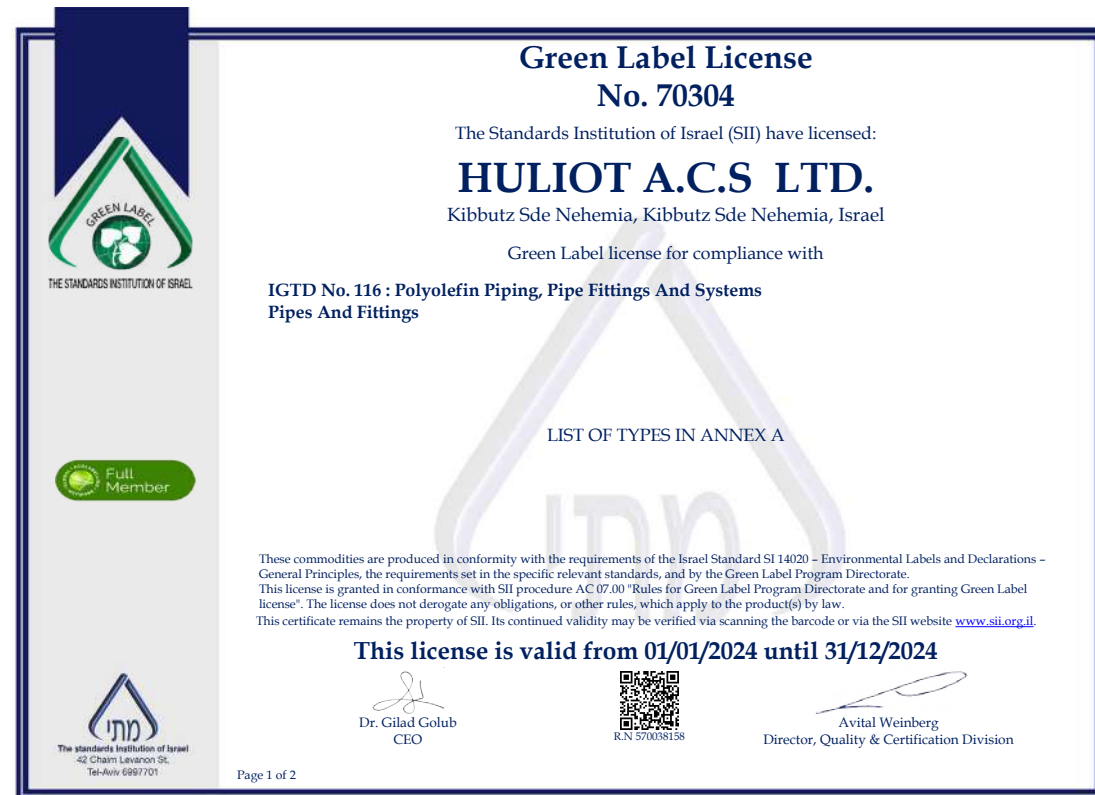 Green Label License
No. 70304
The Standards Institution of Israel (SII) have licensed:
HULIOT A.C.S LTD.
Kibbutz Sde Nehemia, Kibbutz Sde Nehemia, Israel
Green Label license for compliance with
IGTD No. 116 : Polyolefin Piping, Pipe Fittings And Systems
Pipes And Fittings
LIST OF TYPES IN ANNEX A
These commodities are produced in conformity with the requirements of the Israel Standard SI 14020 – Environmental Labels and Declarations –
General Principles, the requirements set in the specific relevant standards, and by the Green Label Program Directorate.
This license is granted in conformance with SII procedure AC 07.00 "Rules for Green Label Program Directorate and for granting Green Label
license". The license does not derogate any obligations, or other rules, which apply to the product(s) by law.
This certificate remains the property of SII. Its continued validity may be verified via scanning the barcode or via the SII website www.sii.org.il.
This license is valid from 01/01/2024 until 31/12/2024
Dr. Gilad Golub
CEO
R.N 570038158
Avital Weinberg
Director, Quality & Certification Division
Page 1 of 2
GREEN LABEL
THE STANDARDS INSTITUTION OF ISRAEL
Full
Member
מתי
מתי
The standards Institution of Israel
42 Chaim Levanon St.
Tel-Aviv 6997701